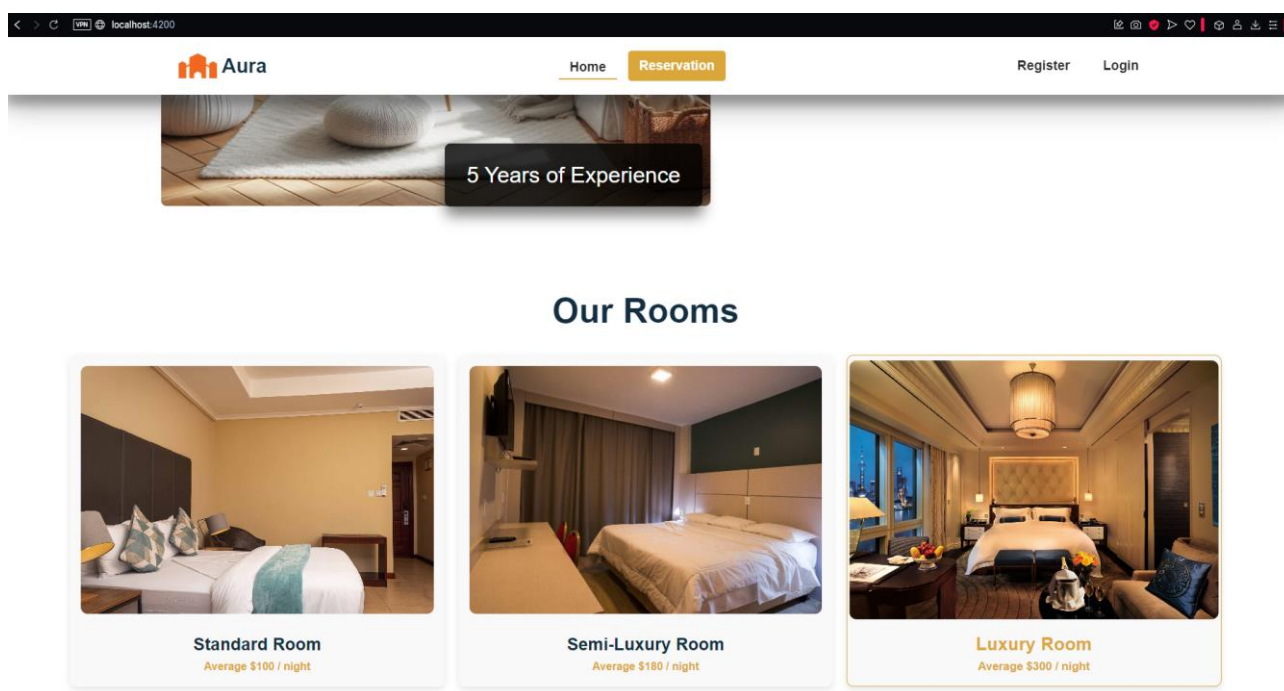 VPN localhost:4200
Aura
Home Reservation
Register Login
5 Years of Experience
Our Rooms
Standard Room
Average $100 / night
Semi-Luxury Room
Average $180 / night
Luxury Room
Average $300 / night